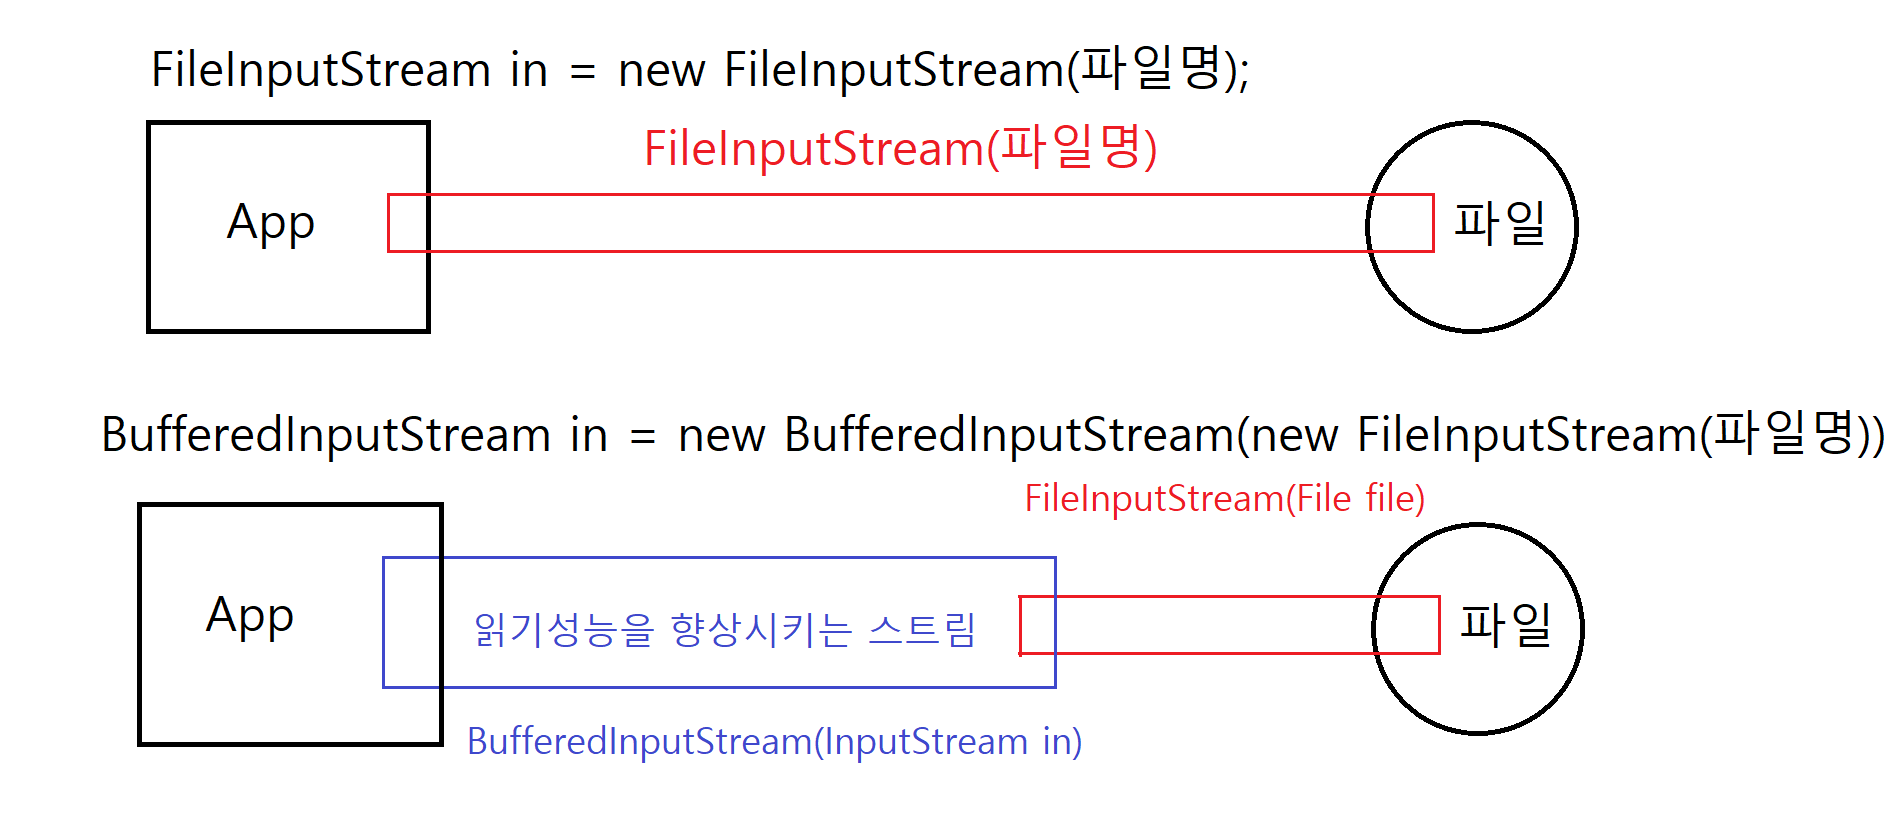 FileInputStream in = new FileInputStream(파일명);
FileInputStream(파일명)
App
파일
BufferedInputStream in = new BufferedInputStream(new FileInputStream(파일명))
FileInputStream(File file)
App
읽기성능을 향상시키는 스트림
파일
BufferedInputStream(InputStream in)